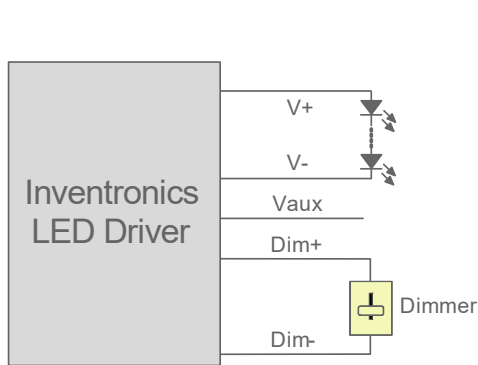 V+
Inventronics
LED Driver
V-
Vaux
Dim+
Dimmer
Dim-